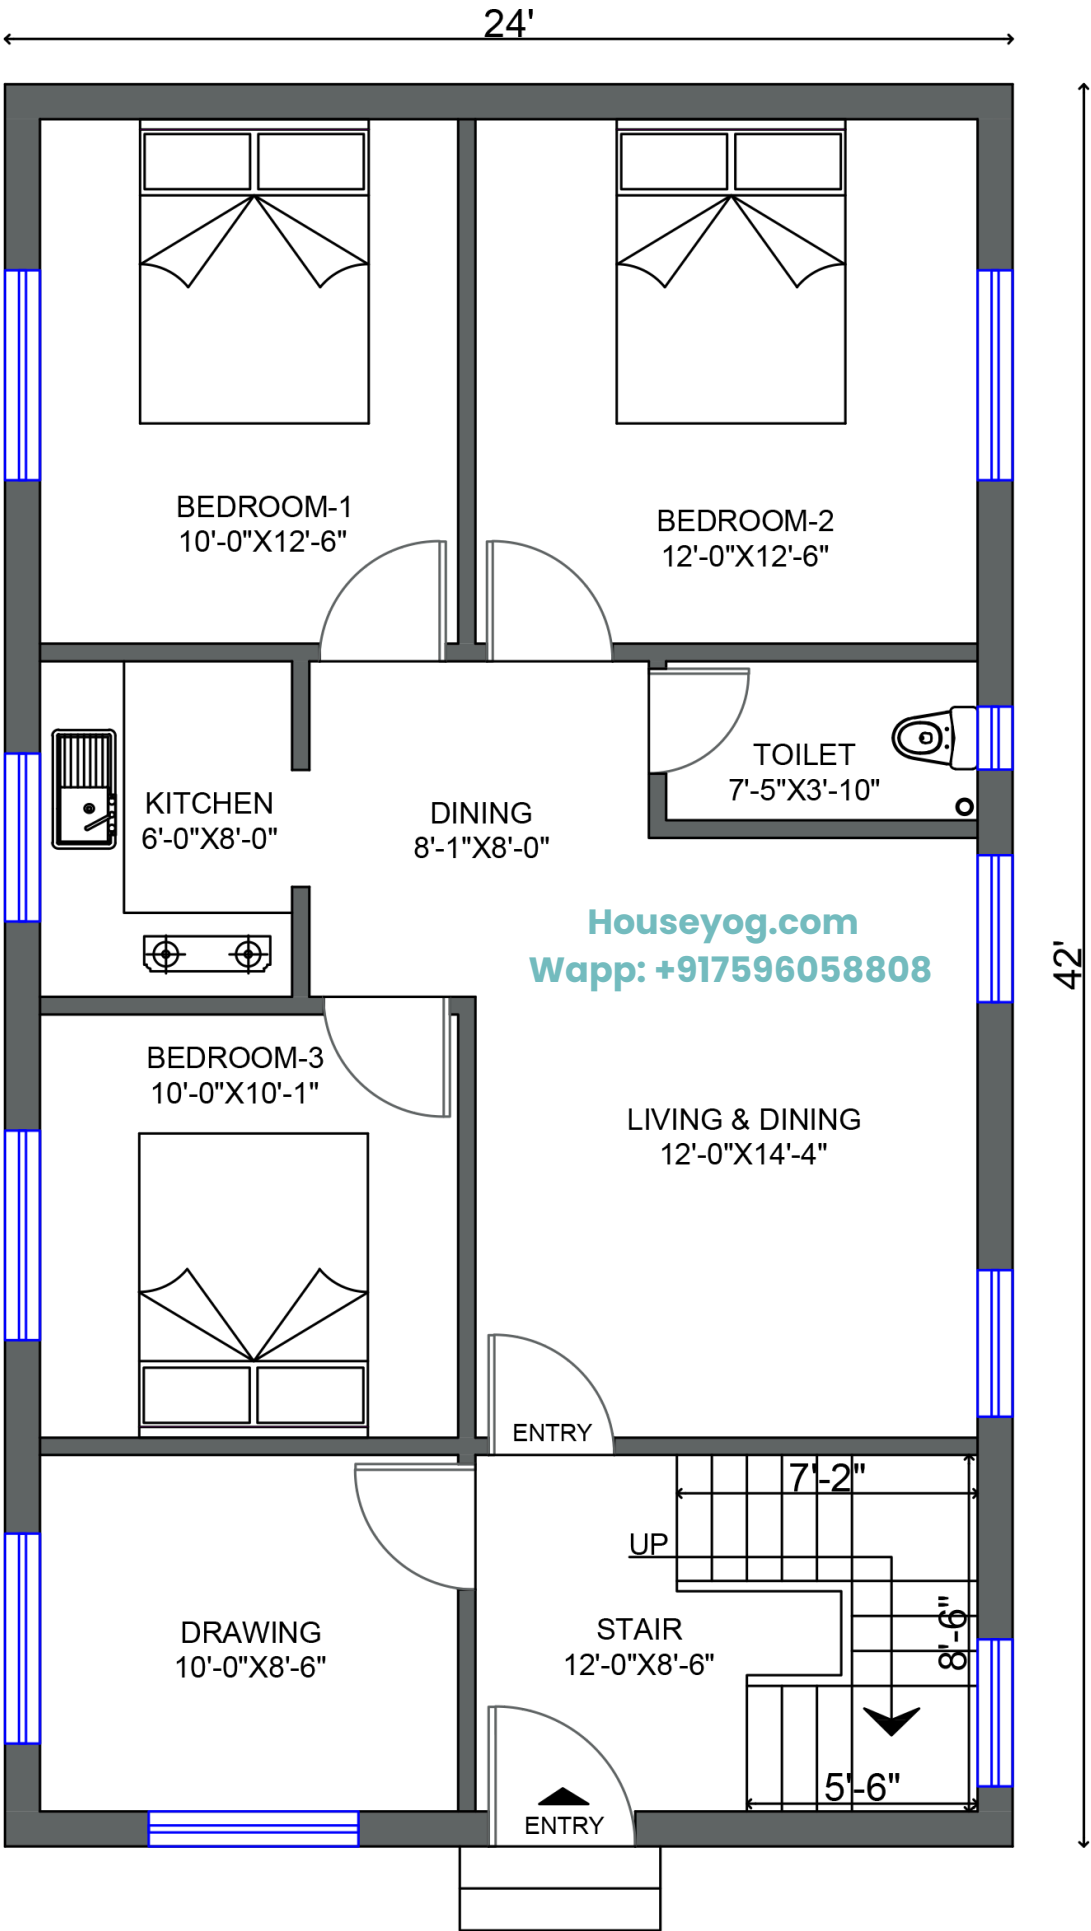 24'
BEDROOM-1
10'-0"X12'-6"
BEDROOM-2
12'-0"X12'-6"
TOILET
7'-5"X3'-10"
KITCHEN
6'-0"X8'-0"
DINING
8'-1"X8'-0"
Houseyog.com
Wapp: +917596058808
42'
BEDROOM-3
10'-0"X10'-1"
LIVING & DINING
12'-0"X14'-4"
ENTRY
7'-2"
UP
8'-6"
DRAWING
10'-0"X8'-6"
STAIR
12'-0"X8'-6"
5'-6"
ENTRY